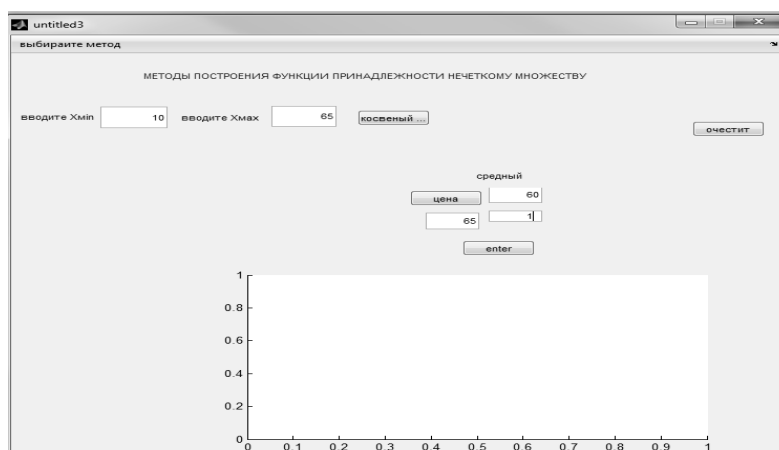 untitled3
выбираите метод
МЕТОДЫ ПОСТРОЕНИЯ ФУНКЦИИ ПРИНАДЛЕЖНОСТИ НЕЧЕТКОМУ МНОЖЕСТВУ
вводите Xмin 10 вводите Xмах 65 косвеный ...
очестит
средный
цена 60
65 1
enter
1
0.8
0.6
0.4
0.2
0
0 0.1 0.2 0.3 0.4 0.5 0.6 0.7 0.8 0.9 1